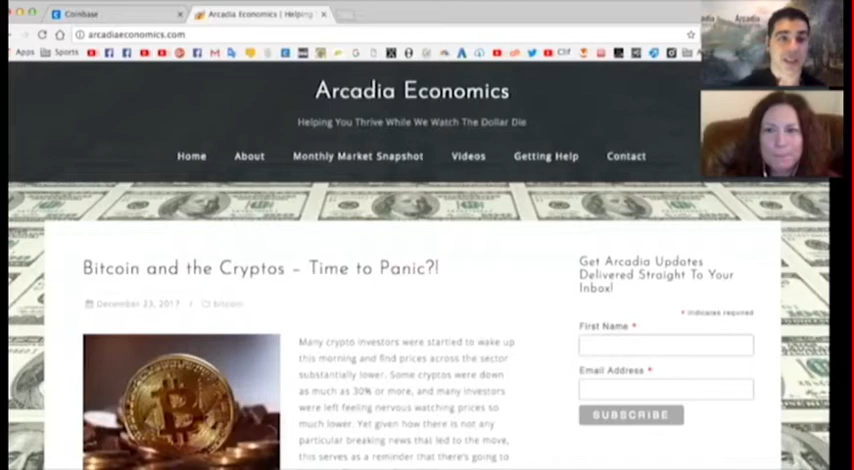 Coinbase
Arcadia Economics | Helping
arcadiaeconomics.com
Apps
Sports
Clif
Arcadia Economics
Helping You Thrive While We Watch The Dollar Die
Home About Monthly Market Snapshot Videos Getting Help Contact
Bitcoin and the Cryptos – Time to Panic?!
December 23, 2017 / bitcoin
Many crypto investors were startled to wake up
this morning and find prices across the sector
substantially lower. Some cryptos were down
as much as 30% or more, and many investors
were left feeling nervous watching prices so
much lower. Yet given how there is not any
particular breaking news that led to the move,
this serves as a reminder that there's going to
Get Arcadia Updates
Delivered Straight To Your
Inbox!
* indicates required
First Name *
Email Address *
SUBSCRIBE